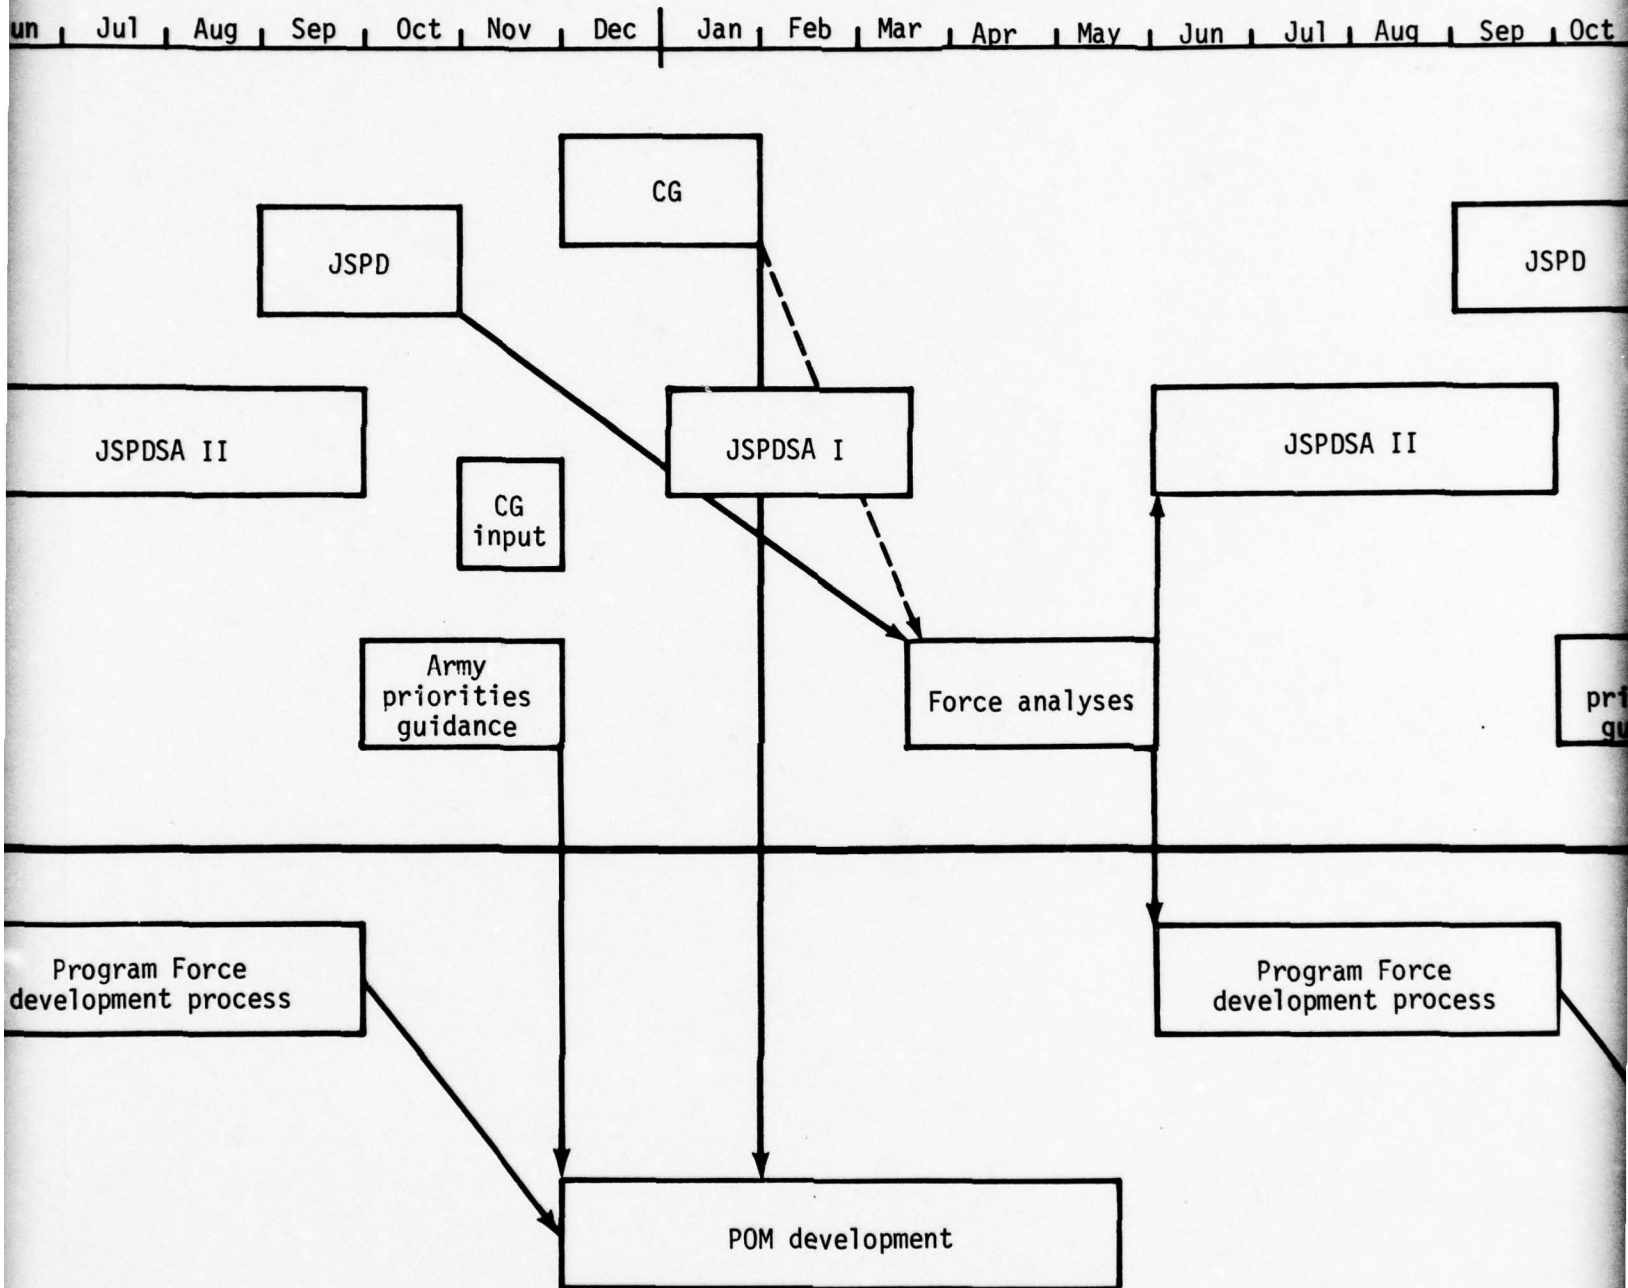 un Jul Aug Sep Oct Nov Dec Jan Feb Mar Apr May Jun Jul Aug Sep Oct
CG
JSPD
JSPD
JSPDSA II
JSPDSA I
JSPDSA II
CG
input
Army
priorities
guidance
Force analyses
pri
gu
Program Force
development process
Program Force
development process
POM development